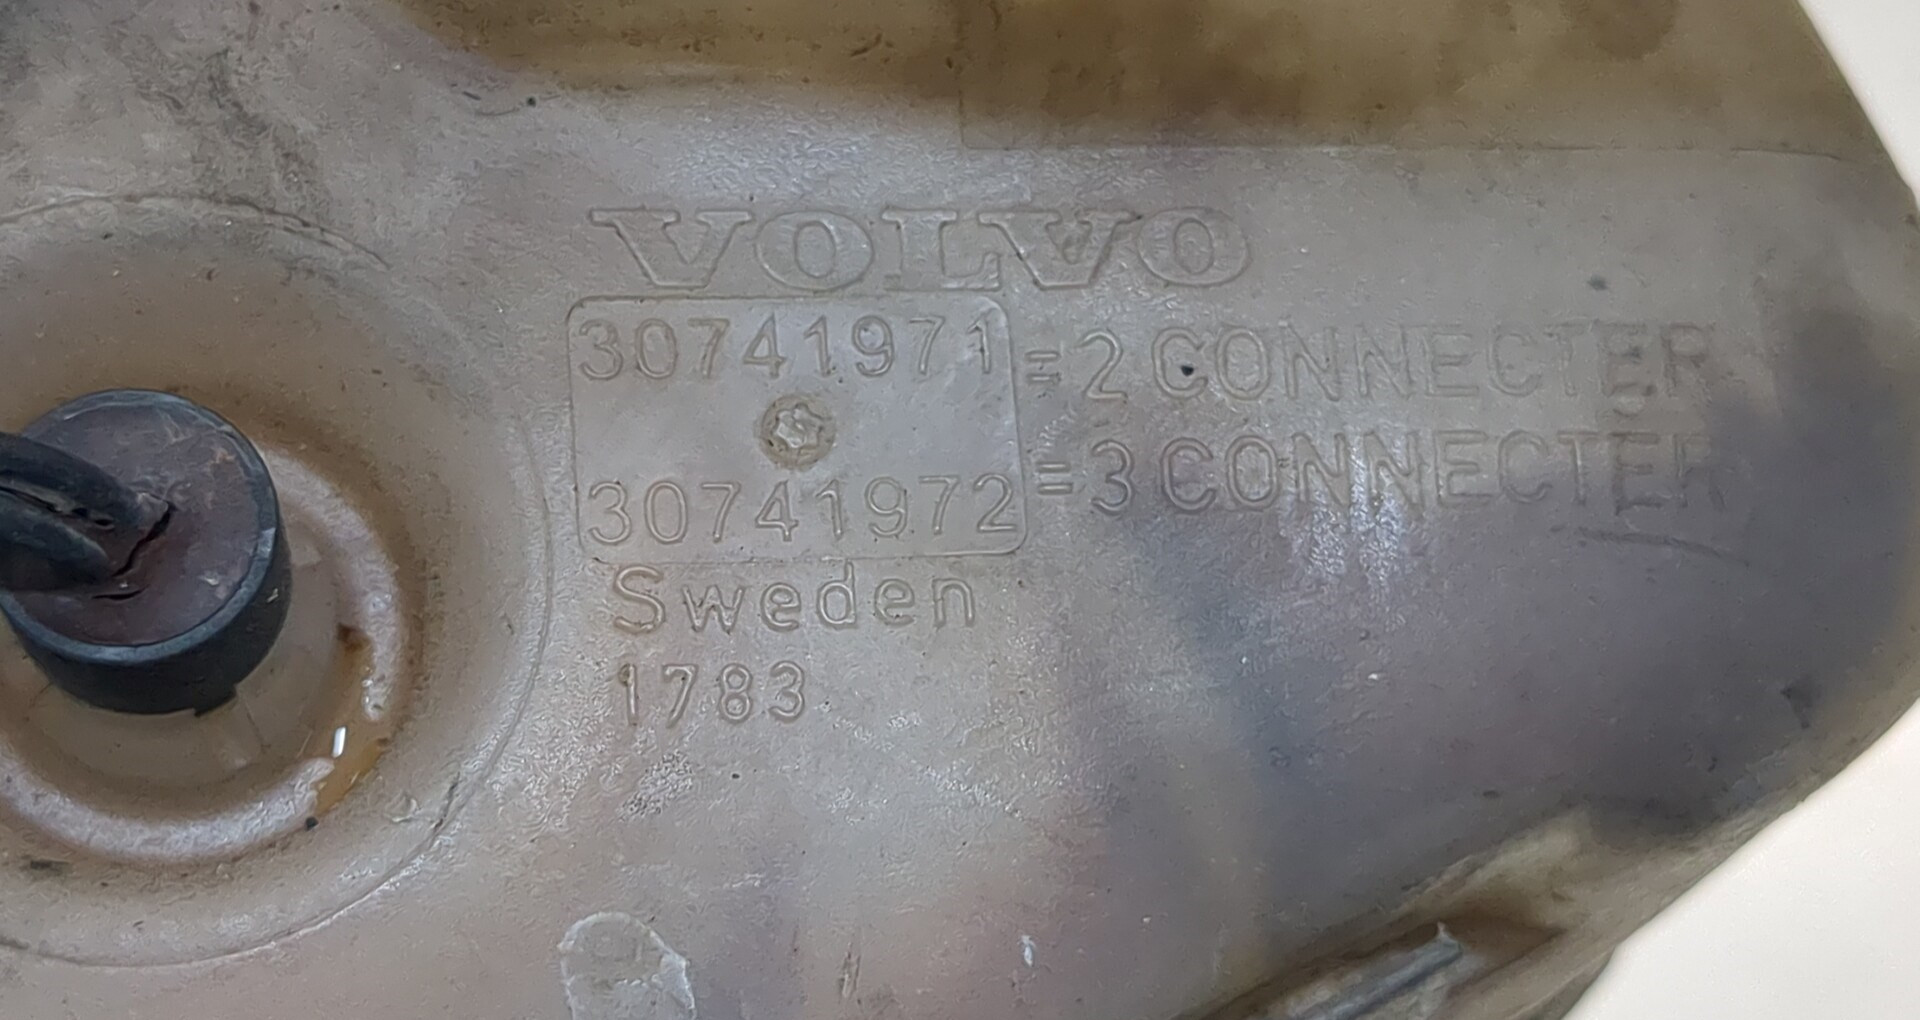 VOLVO
30741971 = 2 CONNECTER
30741972 = 3 CONNECTER
Sweden
1783